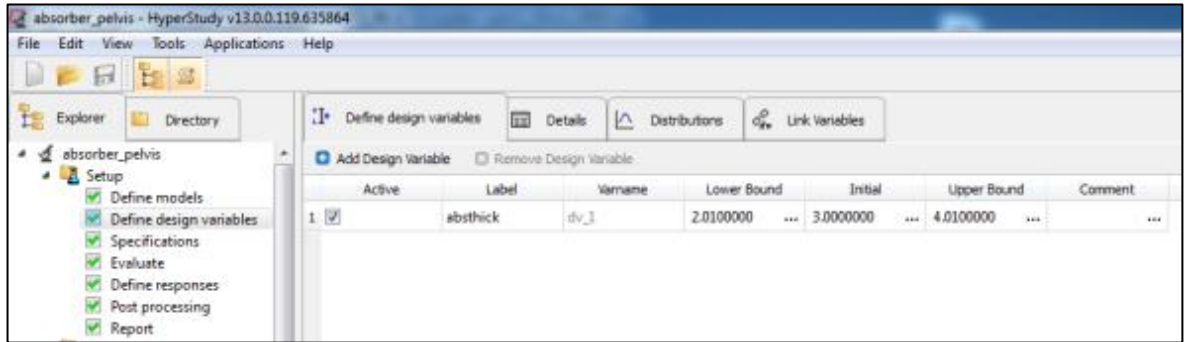 absorber_pelvis - HyperStudy v13.0.0.119.635864
File Edit View Tools Applications Help
Explorer Directory
absorber_pelvis
Setup
Define models
Define design variables
Specifications
Evaluate
Define responses
Post processing
Report
Define design variables Details Distributions Link Variables
Add Design Variable Remove Design Variable
Active Label Varname Lower Bound Initial Upper Bound Comment
1 absthick dv_1 2.0100000 ... 3.0000000 ... 4.0100000 ... ...